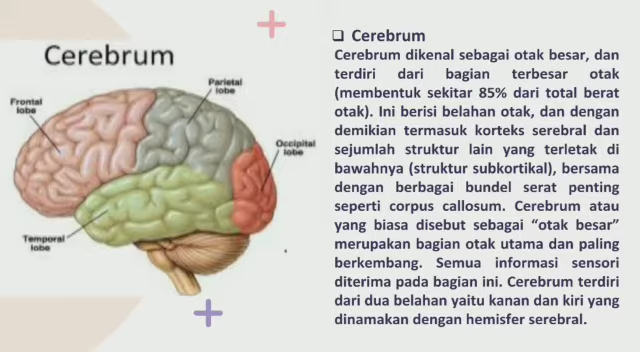 Cerebrum
Frontal
lobe
Parietal
lobe
Occipital
lobe
Temporal
lobe
❑ Cerebrum
Cerebrum dikenal sebagai otak besar, dan
terdiri dari bagian terbesar otak
(membentuk sekitar 85% dari total berat
otak). Ini berisi belahan otak, dan dengan
demikian termasuk korteks serebral dan
sejumlah struktur lain yang terletak di
bawahnya (struktur subkortikal), bersama
dengan berbagai bundel serat penting
seperti corpus callosum. Cerebrum atau
yang biasa disebut sebagai “otak besar”
merupakan bagian otak utama dan paling
berkembang. Semua informasi sensori
diterima pada bagian ini. Cerebrum terdiri
dari dua belahan yaitu kanan dan kiri yang
dinamakan dengan hemisfer serebral.